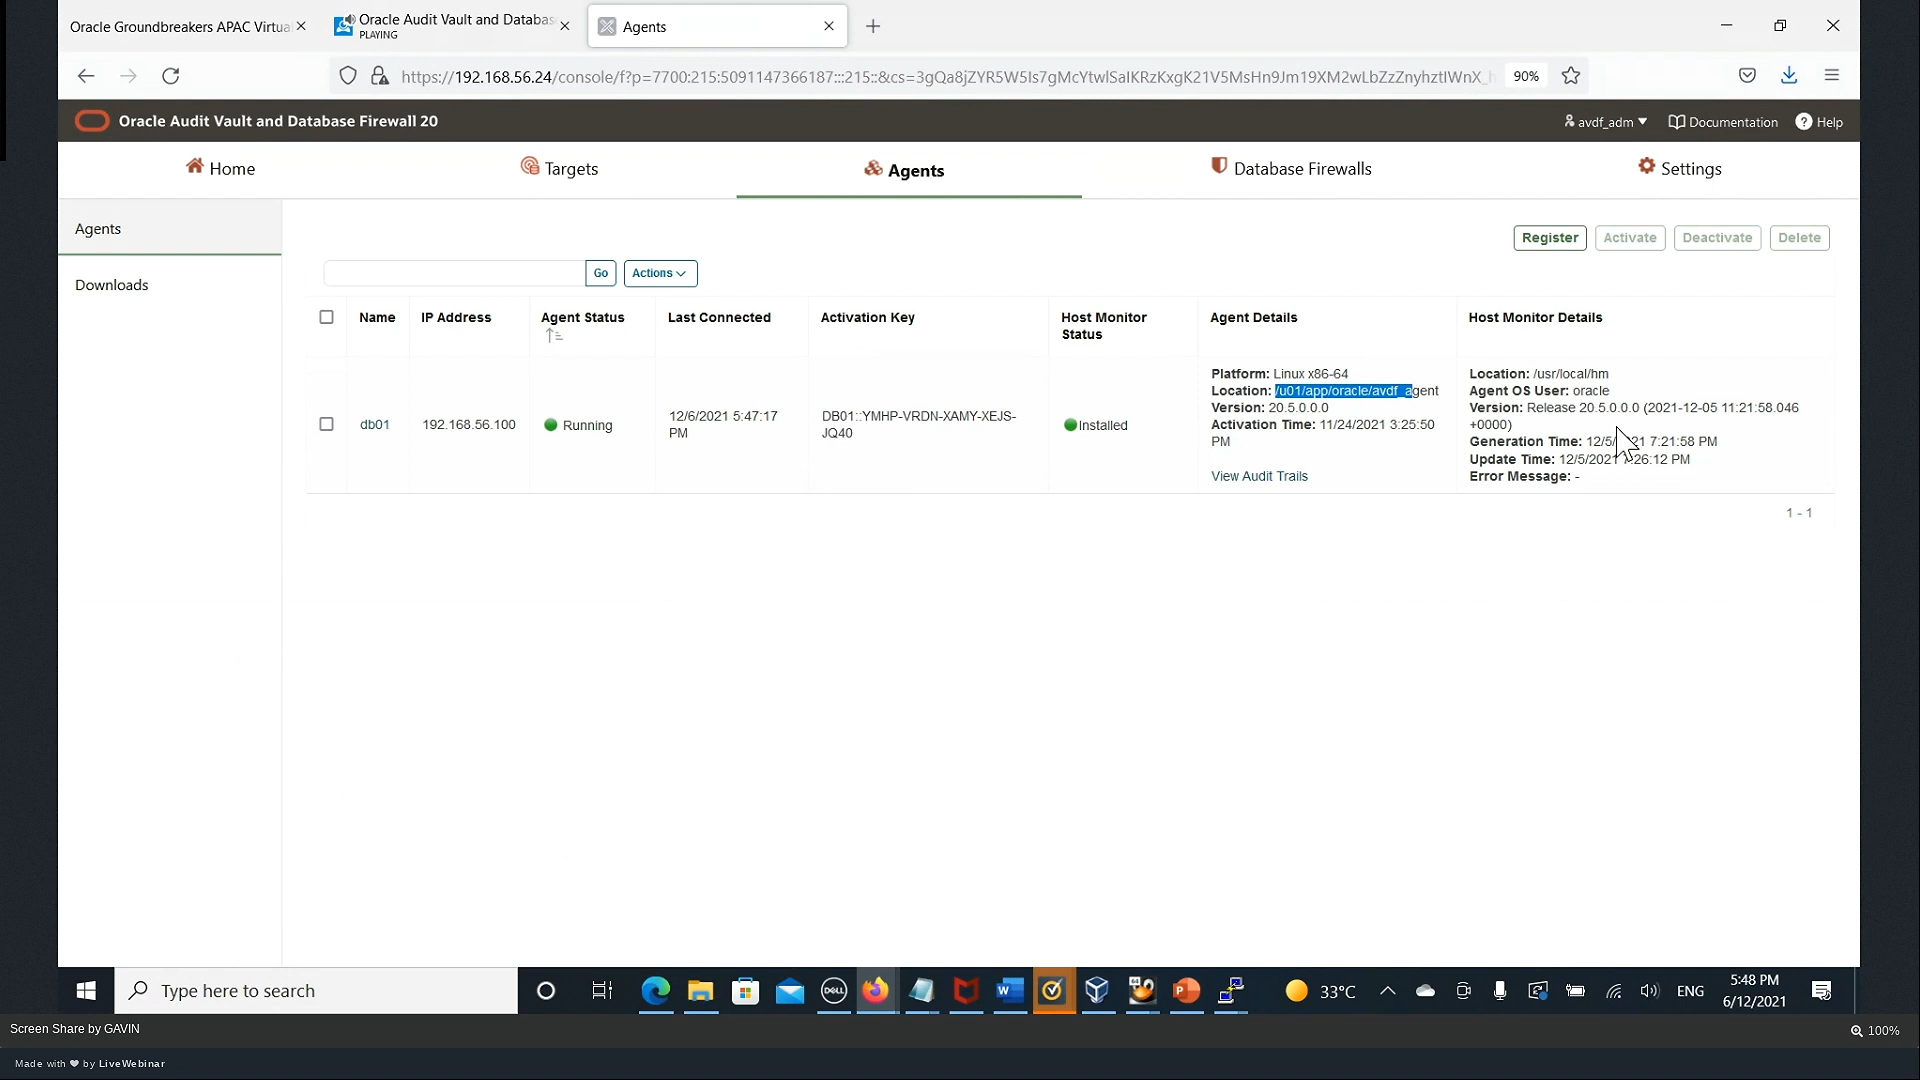 Oracle Groundbreakers APAC Virtual
Oracle Audit Vault and Databas
PLAYING
Agents
https://192.168.56.24/console/f?p=7700:215:5091147366187:::215::&cs=3gQa8jZYR5W5Is7gMcYtwlSaIKRzKxgK21V5MsHn9Jm19XM2wLbZzZnyhztIWnX_
90%
Oracle Audit Vault and Database Firewall 20
avdf_adm
Documentation
Help
Home
Targets
Agents
Database Firewalls
Settings
Agents
Downloads
Register
Activate
Deactivate
Delete
Go
Actions
Name
IP Address
Agent Status
Last Connected
Activation Key
Host Monitor
Status
Agent Details
Host Monitor Details
db01
192.168.56.100
Running
12/6/2021 5:47:17
PM
DB01::YMHP-VRDN-XAMY-XEJS-
JQ40
Installed
Platform: Linux x86-64
Location: /u01/app/oracle/avdf_agent
Version: 20.5.0.0.0
Activation Time: 11/24/2021 3:25:50
PM
View Audit Trails
Location: /usr/local/hm
Agent OS User: oracle
Version: Release 20.5.0.0.0 (2021-12-05 11:21:58.046
+0000)
Generation Time: 12/5/2021 7:21:58 PM
Update Time: 12/5/2021 7:26:12 PM
Error Message: -
1 - 1
Type here to search
DELL
33°C
ENG
5:48 PM
6/12/2021
Screen Share by GAVIN
100%
Made with ❤ by LiveWebinar